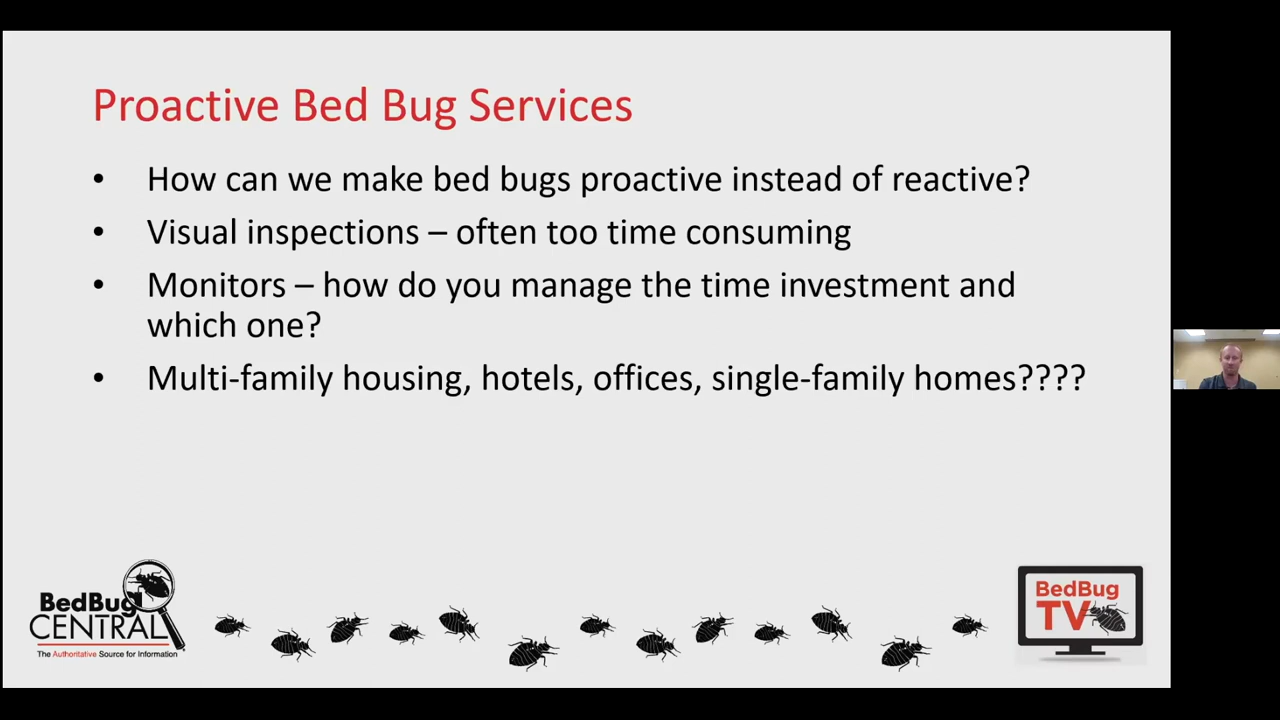 Proactive Bed Bug Services
• How can we make bed bugs proactive instead of reactive?
• Visual inspections – often too time consuming
• Monitors – how do you manage the time investment and
which one?
• Multi-family housing, hotels, offices, single-family homes????
BedBug
CENTRAL
The Authoritative Source for Information
BedBug
TV